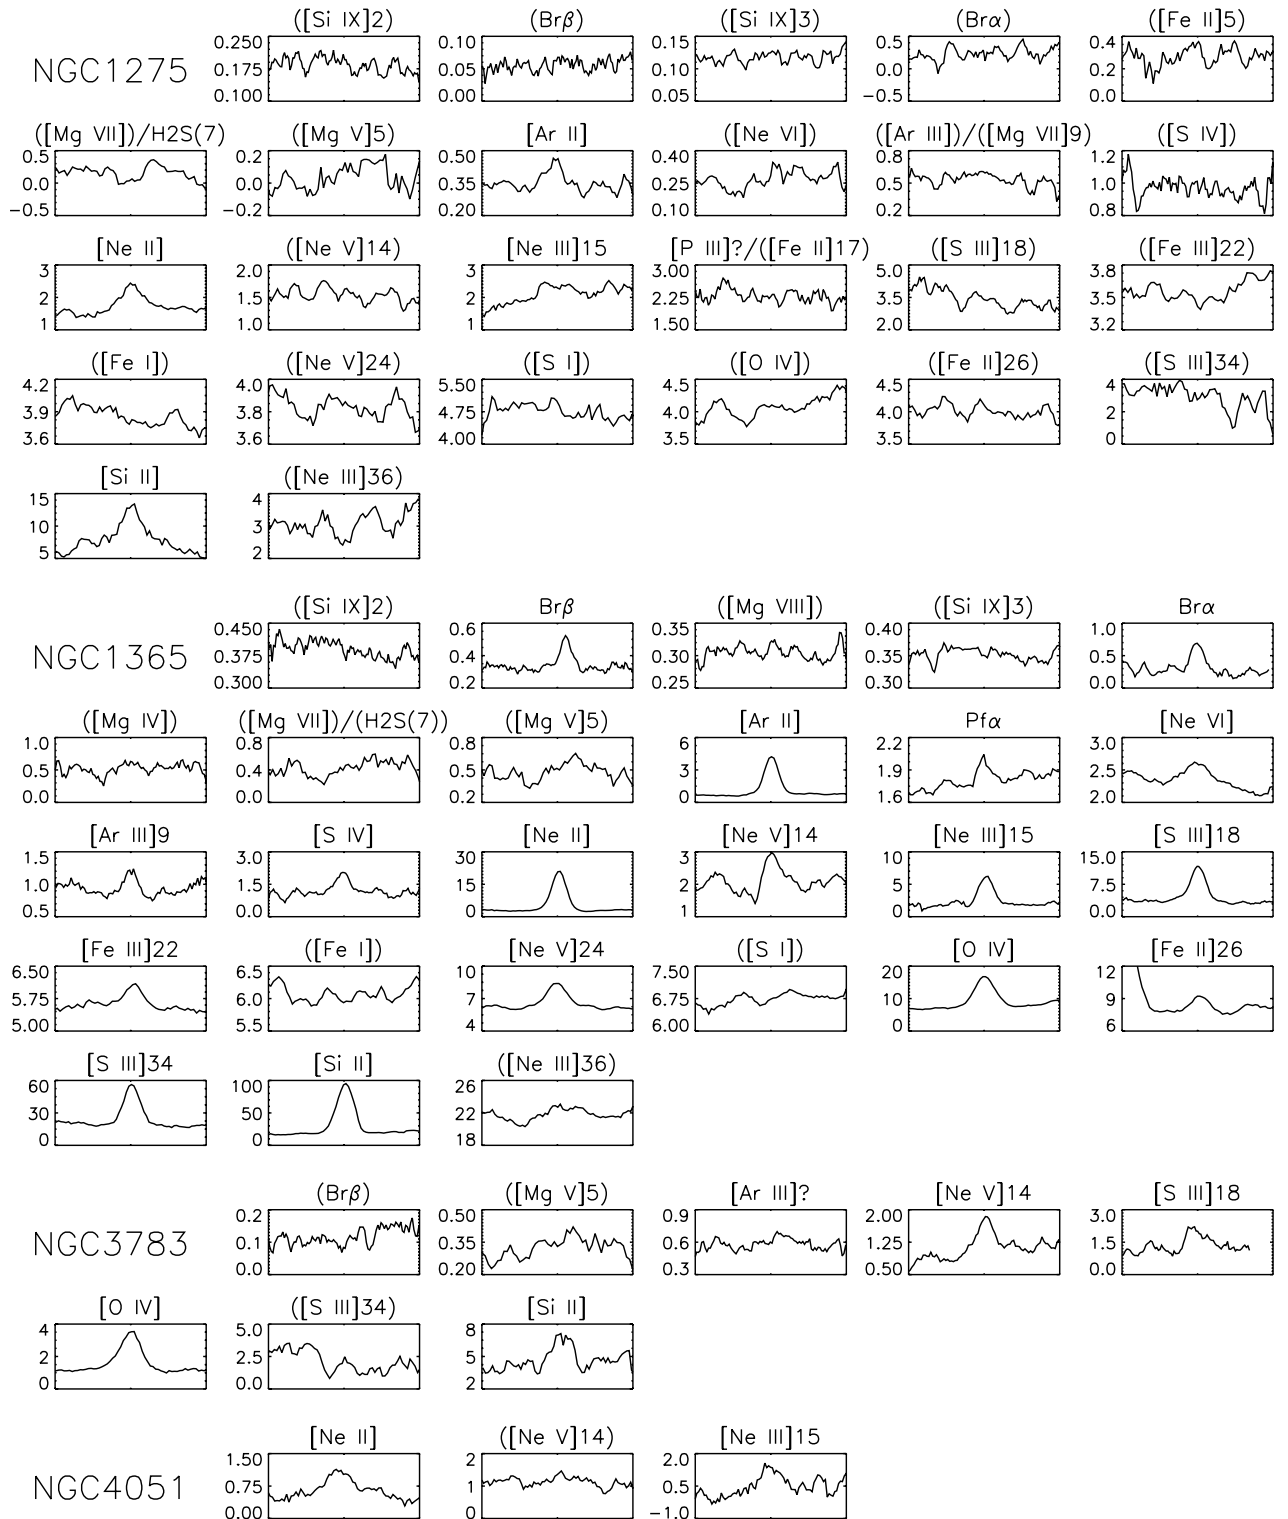 ([Si IX]2) (Brβ) ([Si IX]3) (Brα) ([Fe II]5)
NGC1275
0.250 0.175 0.100
0.10 0.05 0.00
0.15 0.10 0.05
0.5 0.0 −0.5
0.4 0.2 0.0
([Mg VII])/H2S(7) ([Mg V]5) [Ar II] ([Ne VI]) ([Ar III])/([Mg VII]9) ([S IV])
0.5 0.0 −0.5
0.2 0.0 −0.2
0.50 0.35 0.20
0.40 0.25 0.10
0.8 0.5 0.2
1.2 1.0 0.8
[Ne II] ([Ne V]14) [Ne III]15 [P III]?/([Fe II]17) ([S III]18) ([Fe III]22)
3 2 1
2.0 1.5 1.0
3 2 1
3.00 2.25 1.50
5.0 3.5 2.0
3.8 3.5 3.2
([Fe I]) ([Ne V]24) ([S I]) ([O IV]) ([Fe II]26) ([S III]34)
4.2 3.9 3.6
4.0 3.8 3.6
5.50 4.75 4.00
4.5 4.0 3.5
4.5 4.0 3.5
4 2 0
[Si II] ([Ne III]36)
15 10 5
4 3 2
([Si IX]2) Brβ ([Mg VIII]) ([Si IX]3) Brα
NGC1365
0.450 0.375 0.300
0.6 0.4 0.2
0.35 0.30 0.25
0.40 0.35 0.30
1.0 0.5 0.0
([Mg IV]) ([Mg VII])/(H2S(7)) ([Mg V]5) [Ar II] Pfα [Ne VI]
1.0 0.5 0.0
0.8 0.4 0.0
0.8 0.5 0.2
6 3 0
2.2 1.9 1.6
3.0 2.5 2.0
[Ar III]9 [S IV] [Ne II] [Ne V]14 [Ne III]15 [S III]18
1.5 1.0 0.5
3.0 1.5 0.0
30 15 0
3 2 1
10 5 0
15.0 7.5 0.0
[Fe III]22 ([Fe I]) [Ne V]24 ([S I]) [O IV] [Fe II]26
6.50 5.75 5.00
6.5 6.0 5.5
10 7 4
7.50 6.75 6.00
20 10 0
12 9 6
[S III]34 [Si II] ([Ne III]36)
60 30 0
100 50 0
26 22 18
(Brβ) ([Mg V]5) [Ar III]? [Ne V]14 [S III]18
NGC3783
0.2 0.1 0.0
0.50 0.35 0.20
0.9 0.6 0.3
2.00 1.25 0.50
3.0 1.5 0.0
[O IV] ([S III]34) [Si II]
4 2 0
5.0 2.5 0.0
8 5 2
[Ne II] ([Ne V]14) [Ne III]15
NGC4051
1.50 0.75 0.00
2 1 0
2.0 0.5 −1.0